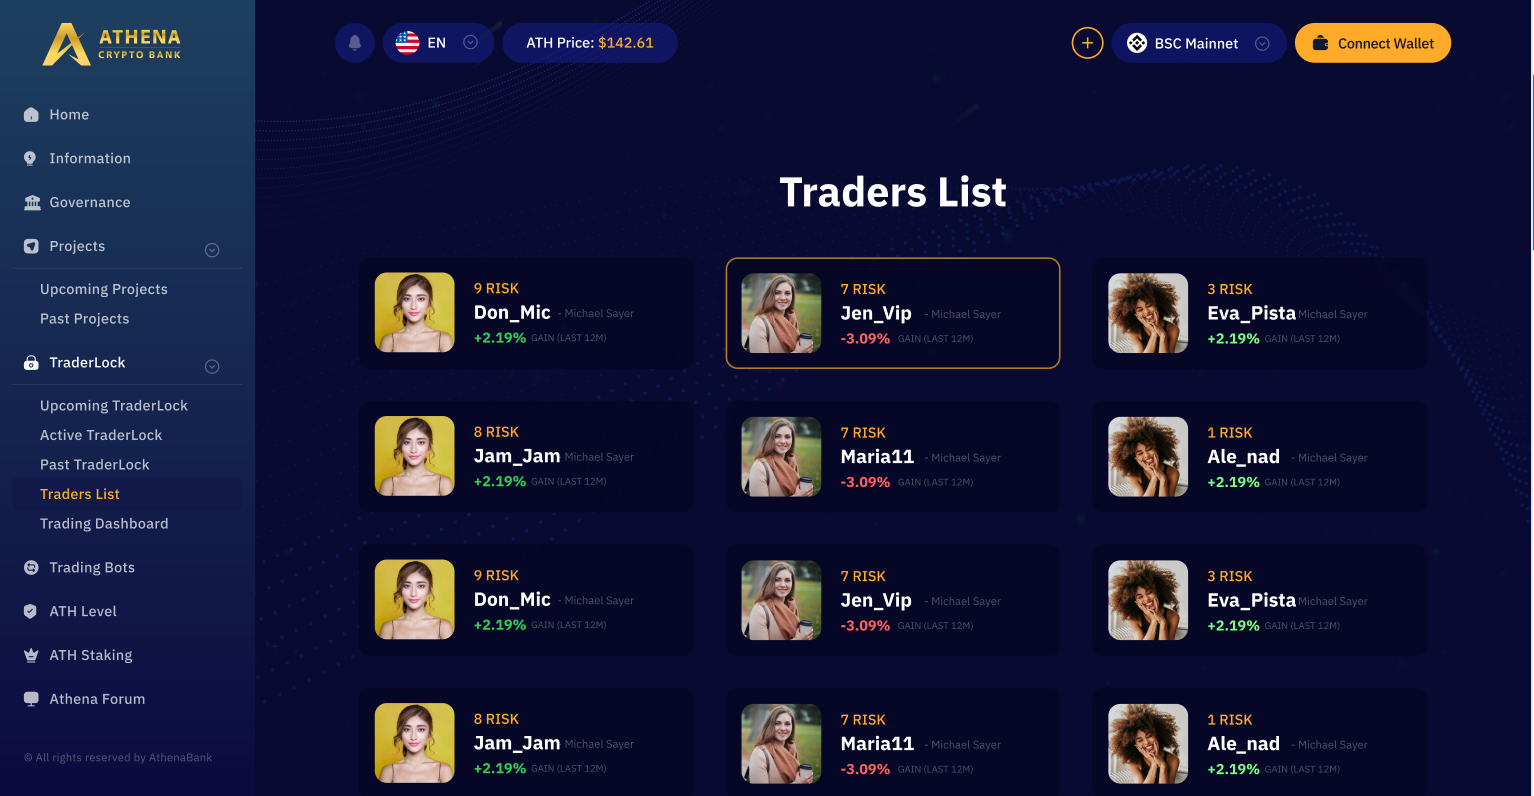 ATHENA
CRYPTO BANK
Home
Information
Governance
Projects
Upcoming Projects
Past Projects
TraderLock
Upcoming TraderLock
Active TraderLock
Past TraderLock
Traders List
Trading Dashboard
Trading Bots
ATH Level
ATH Staking
Athena Forum
© All rights reserved by AthenaBank
EN
ATH Price: $142.61
BSC Mainnet
Connect Wallet
Traders List
9 RISK
Don_Mic - Michael Sayer
+2.19% GAIN (LAST 12M)
7 RISK
Jen_Vip - Michael Sayer
-3.09% GAIN (LAST 12M)
3 RISK
Eva_Pista Michael Sayer
+2.19% GAIN (LAST 12M)
8 RISK
Jam_Jam Michael Sayer
+2.19% GAIN (LAST 12M)
7 RISK
Maria11 - Michael Sayer
-3.09% GAIN (LAST 12M)
1 RISK
Ale_nad - Michael Sayer
+2.19% GAIN (LAST 12M)
9 RISK
Don_Mic - Michael Sayer
+2.19% GAIN (LAST 12M)
7 RISK
Jen_Vip - Michael Sayer
-3.09% GAIN (LAST 12M)
3 RISK
Eva_Pista Michael Sayer
+2.19% GAIN (LAST 12M)
8 RISK
Jam_Jam Michael Sayer
+2.19% GAIN (LAST 12M)
7 RISK
Maria11 - Michael Sayer
-3.09% GAIN (LAST 12M)
1 RISK
Ale_nad - Michael Sayer
+2.19% GAIN (LAST 12M)